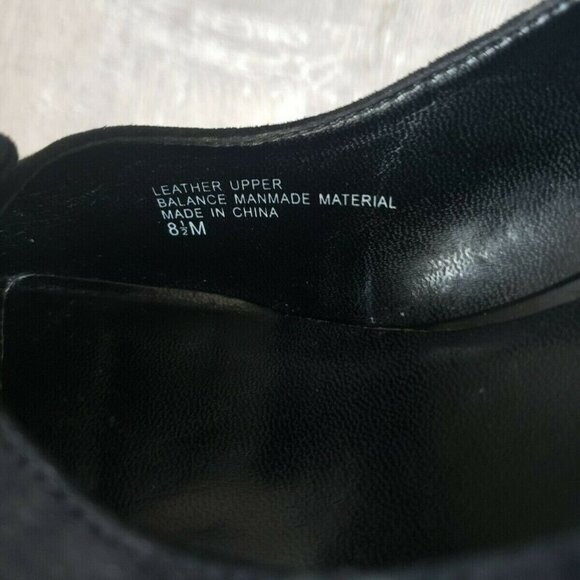 LEATHER UPPER
BALANCE MANMADE MATERIAL
MADE IN CHINA
8½M